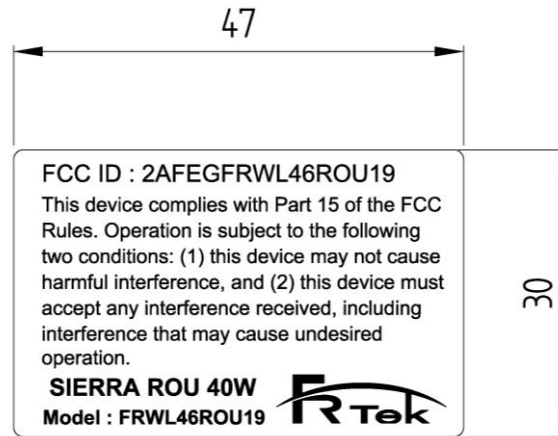 47
FCC ID : 2AFEGFRWL46ROU19
This device complies with Part 15 of the FCC
Rules. Operation is subject to the following
two conditions: (1) this device may not cause
harmful interference, and (2) this device must
accept any interference received, including
interference that may cause undesired
operation.
30
SIERRA ROU 40W
Model : FRWL46ROU19
FR Tek